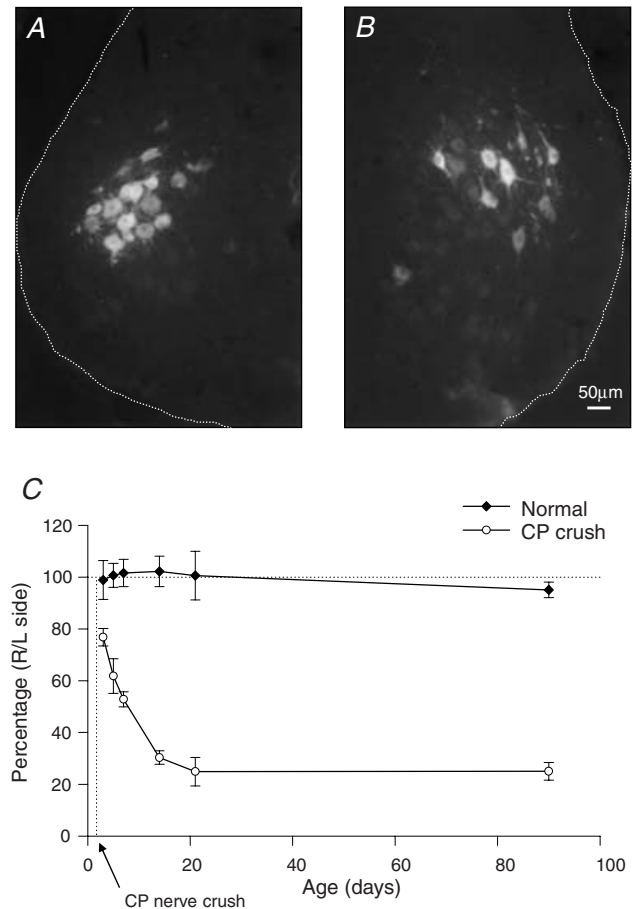 A
B
50µm
C
Normal
CP crush
120
100
80
60
40
20
0
Percentage (R/L side)
0 20 40 60 80 100
Age (days)
CP nerve crush